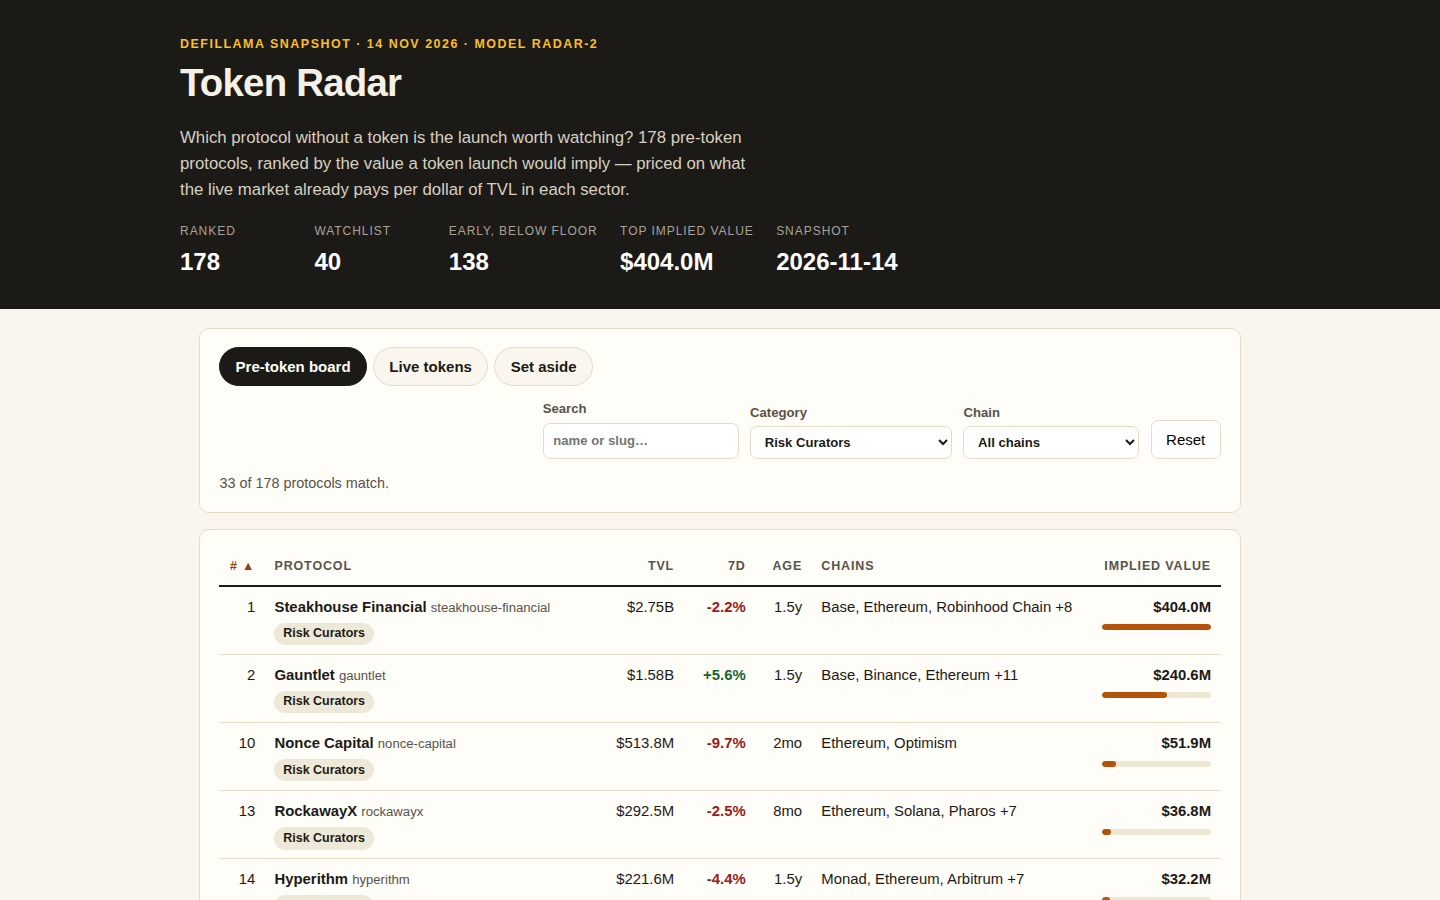 DEFILLAMA SNAPSHOT · 14 NOV 2026 · MODEL RADAR-2
Token Radar
Which protocol without a token is the launch worth watching? 178 pre-token
protocols, ranked by the value a token launch would imply — priced on what
the live market already pays per dollar of TVL in each sector.
RANKED WATCHLIST EARLY, BELOW FLOOR TOP IMPLIED VALUE SNAPSHOT
178 40 138 $404.0M 2026-11-14
Pre-token board Live tokens Set aside
Search Category Chain
name or slug… Risk Curators All chains Reset
33 of 178 protocols match.
# ▲ PROTOCOL TVL 7D AGE CHAINS IMPLIED VALUE
1 Steakhouse Financial steakhouse-financial $2.75B -2.2% 1.5y Base, Ethereum, Robinhood Chain +8 $404.0M
Risk Curators
2 Gauntlet gauntlet $1.58B +5.6% 1.5y Base, Binance, Ethereum +11 $240.6M
Risk Curators
10 Nonce Capital nonce-capital $513.8M -9.7% 2mo Ethereum, Optimism $51.9M
Risk Curators
13 RockawayX rockawayx $292.5M -2.5% 8mo Ethereum, Solana, Pharos +7 $36.8M
Risk Curators
14 Hyperithm hyperithm $221.6M -4.4% 1.5y Monad, Ethereum, Arbitrum +7 $32.2M